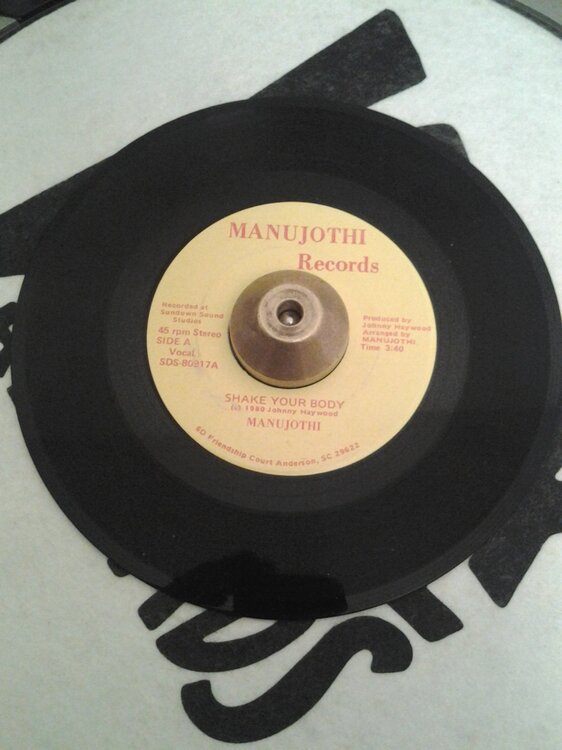 MANUJOTHI
Records
Recorded at
Sundown Sound
Studios
45 rpm Stereo
SIDE A
Vocal
SDS-80917A
Produced by
Johnny Haywood
Arranged by
MANUJOTHI
Time 3:40
SHAKE YOUR BODY
(c) 1980 Johnny Haywood
MANUJOTHI
6D Friendship Court Anderson, SC 29622